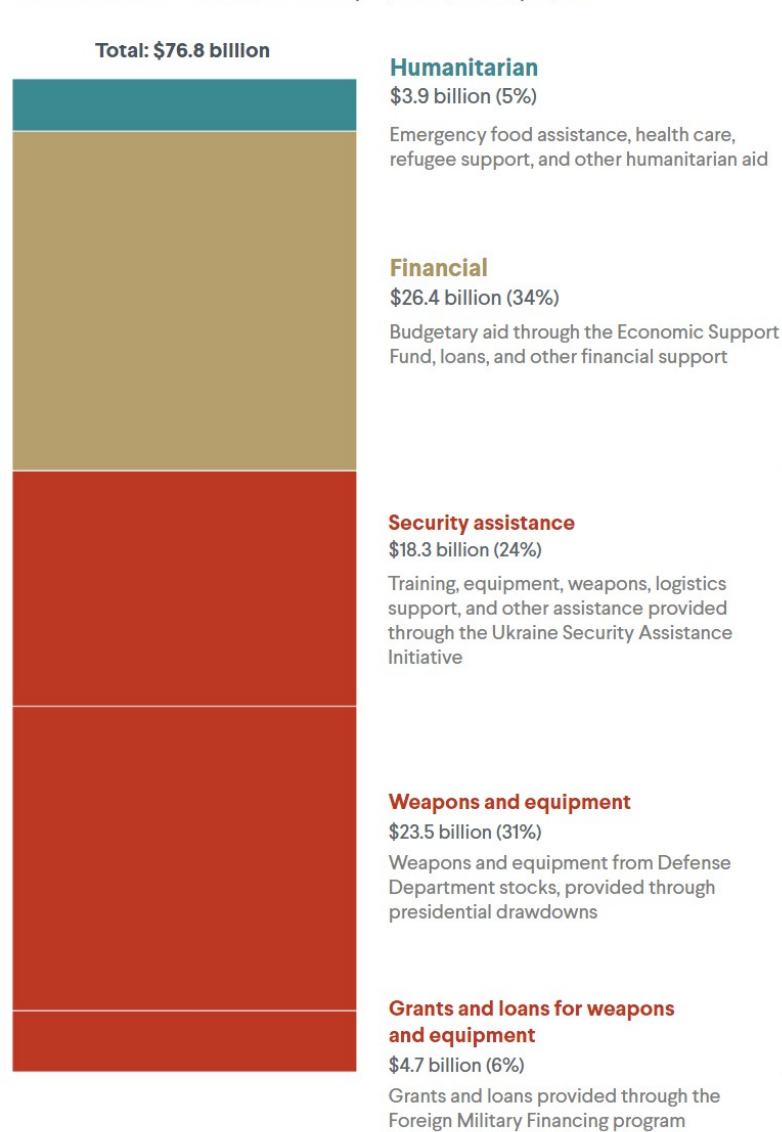 Total: $76.8 billion
Humanitarian
$3.9 billion (5%)
Emergency food assistance, health care,
refugee support, and other humanitarian aid
Financial
$26.4 billion (34%)
Budgetary aid through the Economic Support
Fund, loans, and other financial support
Security assistance
$18.3 billion (24%)
Training, equipment, weapons, logistics
support, and other assistance provided
through the Ukraine Security Assistance
Initiative
Weapons and equipment
$23.5 billion (31%)
Weapons and equipment from Defense
Department stocks, provided through
presidential drawdowns
Grants and loans for weapons
and equipment
$4.7 billion (6%)
Grants and loans provided through the
Foreign Military Financing program